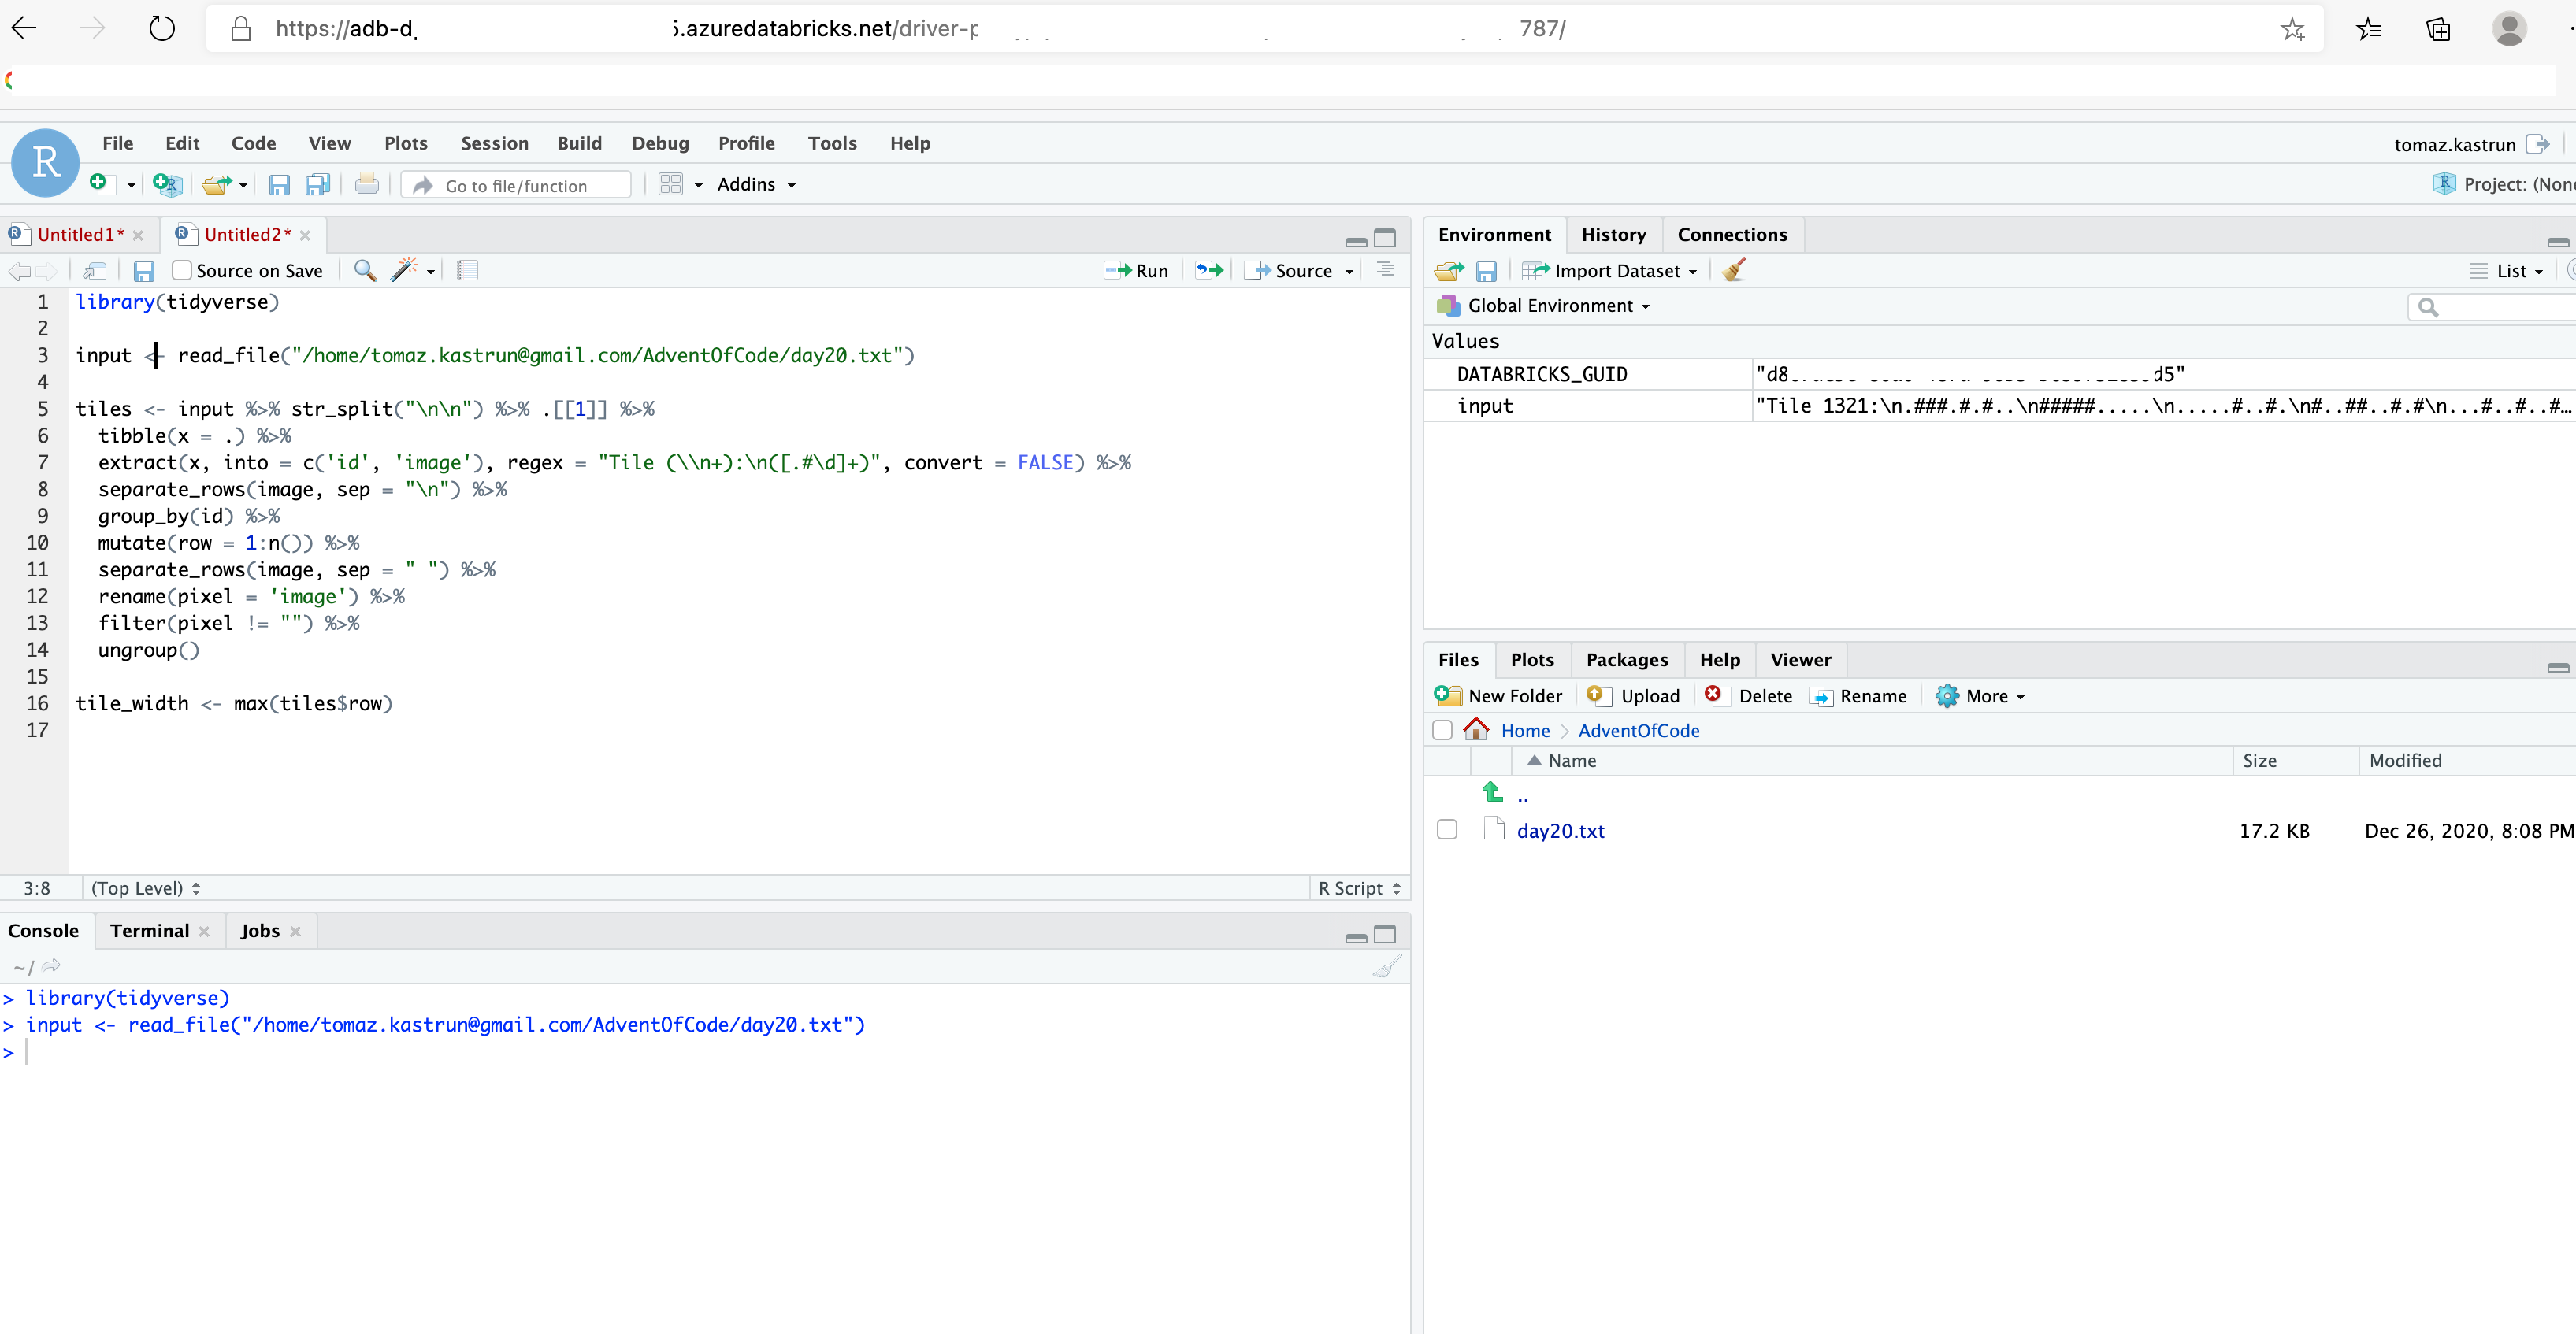 https://adb-d 5.azuredatabricks.net/driver-p 787/
R File Edit Code View Plots Session Build Debug Profile Tools Help tomaz.kastrun
Go to file/function Addins Project: (None
Untitled1* Untitled2*
Source on Save Run Source
1 library(tidyverse)
2
3 input <- read_file("/home/tomaz.kastrun@gmail.com/AdventOfCode/day20.txt")
4
5 tiles <- input %>% str_split("\n\n") %>% .[[1]] %>%
6 tibble(x = .) %>%
7 extract(x, into = c('id', 'image'), regex = "Tile (\\n+):\n([.#\d]+)", convert = FALSE) %>%
8 separate_rows(image, sep = "\n") %>%
9 group_by(id) %>%
10 mutate(row = 1:n()) %>%
11 separate_rows(image, sep = " ") %>%
12 rename(pixel = 'image') %>%
13 filter(pixel != "") %>%
14 ungroup()
15
16 tile_width <- max(tiles$row)
17
3:8 (Top Level) R Script
Console Terminal Jobs
~/
> library(tidyverse)
> input <- read_file("/home/tomaz.kastrun@gmail.com/AdventOfCode/day20.txt")
>
Environment History Connections
Import Dataset List
Global Environment
Values
DATABRICKS_GUID "d8 d5"
input "Tile 1321:\n.###.#.#..\n#####.....\n.....#..#.\n#..##..#.#\n...#..#..#…
Files Plots Packages Help Viewer
New Folder Upload Delete Rename More
Home AdventOfCode
Name Size Modified
..
day20.txt 17.2 KB Dec 26, 2020, 8:08 PM